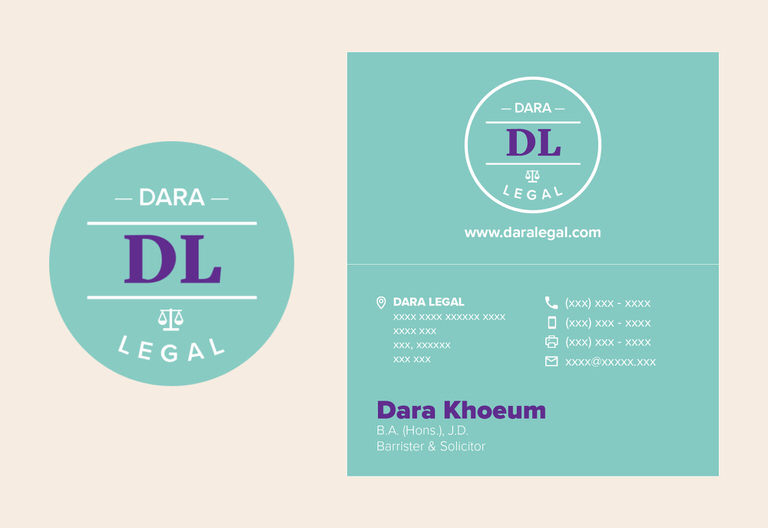 — DARA —
DL
LEGAL
— DARA —
DL
LEGAL
www.daralegal.com
DARA LEGAL
xxxx xxxx xxxxxx xxxx
xxxx xxx
xxx, xxxxxx
xxx xxx
(xxx) xxx - xxxx
(xxx) xxx - xxxx
(xxx) xxx - xxxx
xxxx@xxxxx.xxx
Dara Khoeum
B.A. (Hons.), J.D.
Barrister & Solicitor